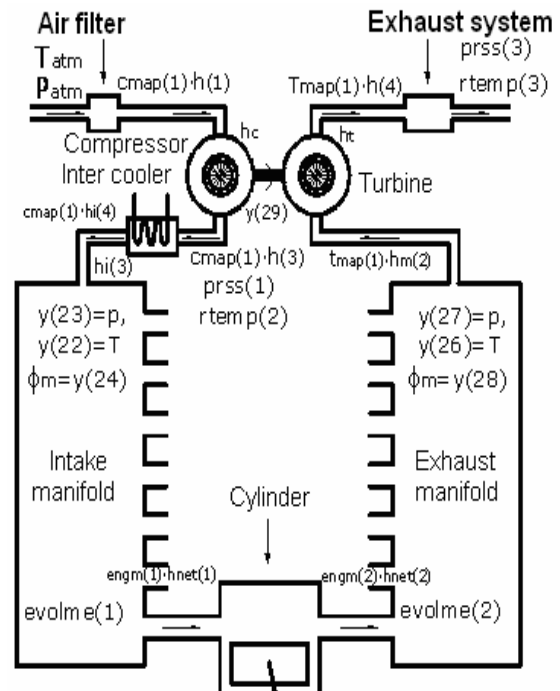 Air filter
Exhaust system
Tatm
Patm
cmap(1)·h(1)
Tmap(1)·h(4)
prss(3)
rtemp(3)
hc
ht
Compressor
Inter cooler
Turbine
y(29)
cmap(1)·hi(4)
hi(3)
cmap(1)·h(3)
prss(1)
rtemp(2)
tmap(1)·hm(2)
y(23)=p,
y(22)=T
ϕm=y(24)
y(27)=p,
y(26)=T
ϕm=y(28)
Intake
manifold
Exhaust
manifold
Cylinder
engm(1)·hnet(1)
engm(2)·hnet(2)
evolme(1)
evolme(2)